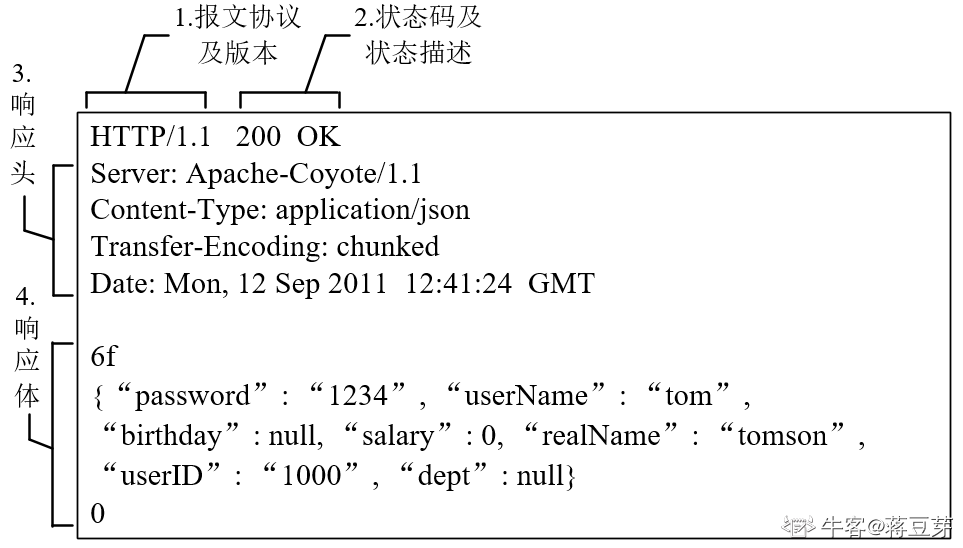 1.报文协议
及版本
2.状态码及
状态描述
3.
响
应
头
HTTP/1.1 200 OK
Server: Apache-Coyote/1.1
Content-Type: application/json
Transfer-Encoding: chunked
Date: Mon, 12 Sep 2011 12:41:24 GMT
4.
响
应
体
6f
{“password”:“1234”,“userName”:“tom”,
“birthday”: null,“salary”: 0,“realName”:“tomson”,
“userID”:“1000”,“dept”: null}
0
牛客@蒋豆芽